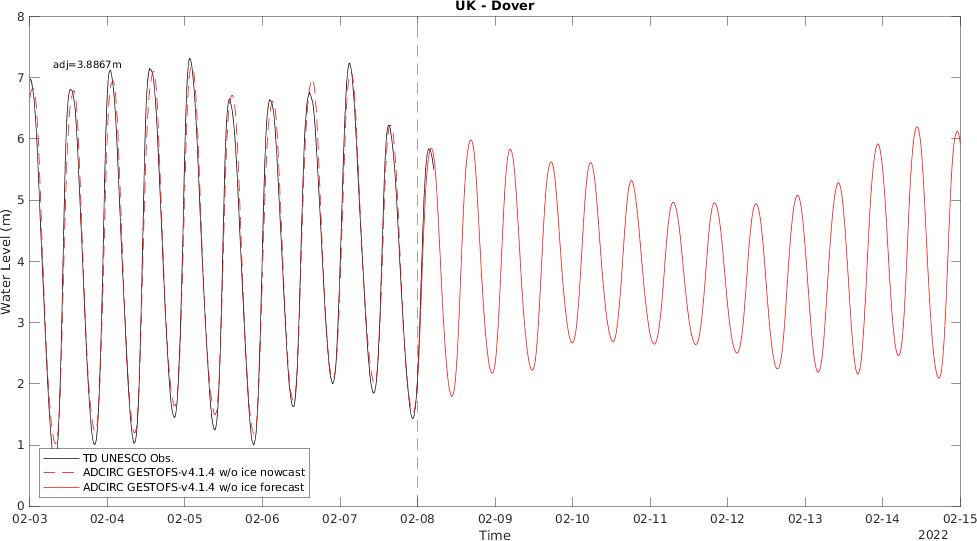 UK - Dover
8
7
6
5
4
3
2
1
0
Water Level (m)
adj=3.8867m
TD UNESCO Obs.
ADCIRC GESTOFS-v4.1.4 w/o ice nowcast
ADCIRC GESTOFS-v4.1.4 w/o ice forecast
02-03 02-04 02-05 02-06 02-07 02-08 02-09 02-10 02-11 02-12 02-13 02-14 02-15
Time
2022